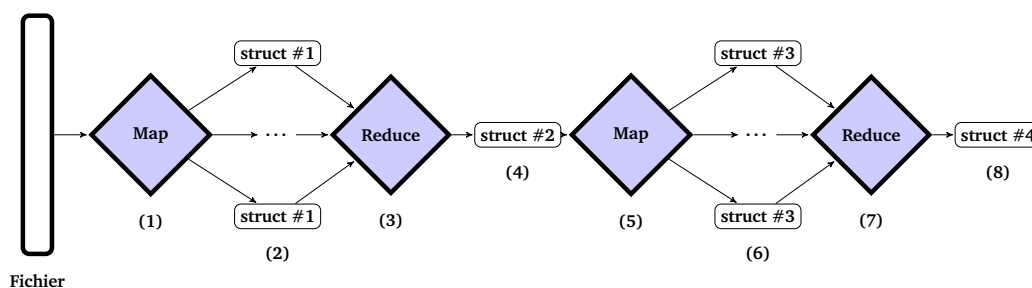 struct #1
struct #3
Map
...
Reduce
struct #2
Map
...
Reduce
struct #4
(4)
(8)
struct #1
struct #3
(1)
(3)
(5)
(7)
(2)
(6)
Fichier